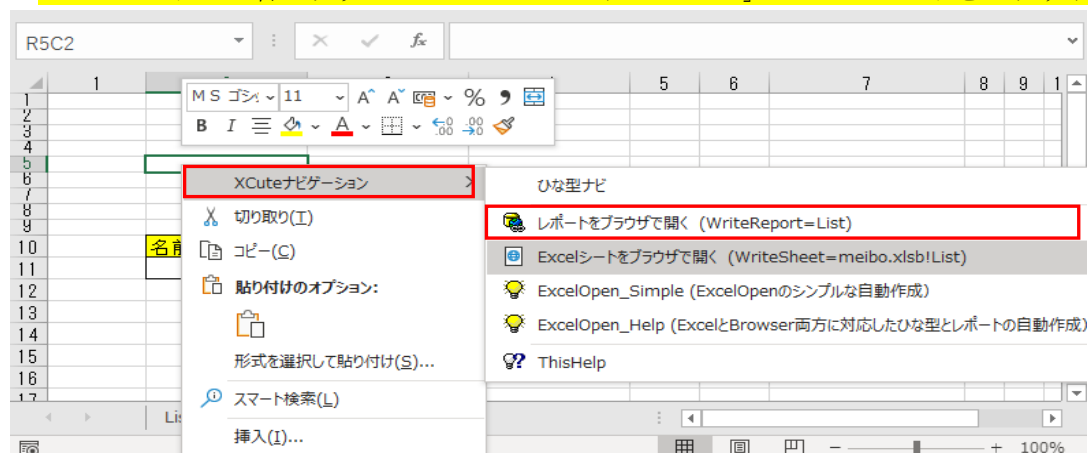 R5C2
fx
1 5 6 7 8 9 1
ＭＳ ゴシ 11 A A % 9
B I A .00 .00
1
2
3
4
5
6
7
8
9
10 名前
11
12
13
14
15
16
17
XCuteナビゲーション
切り取り(T)
コピー(C)
貼り付けのオプション:
形式を選択して貼り付け(S)...
スマート検索(L)
挿入(I)...
ひな型ナビ
レポートをブラウザで開く (WriteReport=List)
Excelシートをブラウザで開く (WriteSheet=meibo.xlsb!List)
ExcelOpen_Simple (ExcelOpenのシンプルな自動作成)
ExcelOpen_Help (ExcelとBrowser両方に対応したひな型とレポートの自動作成)
ThisHelp
Lis
100%